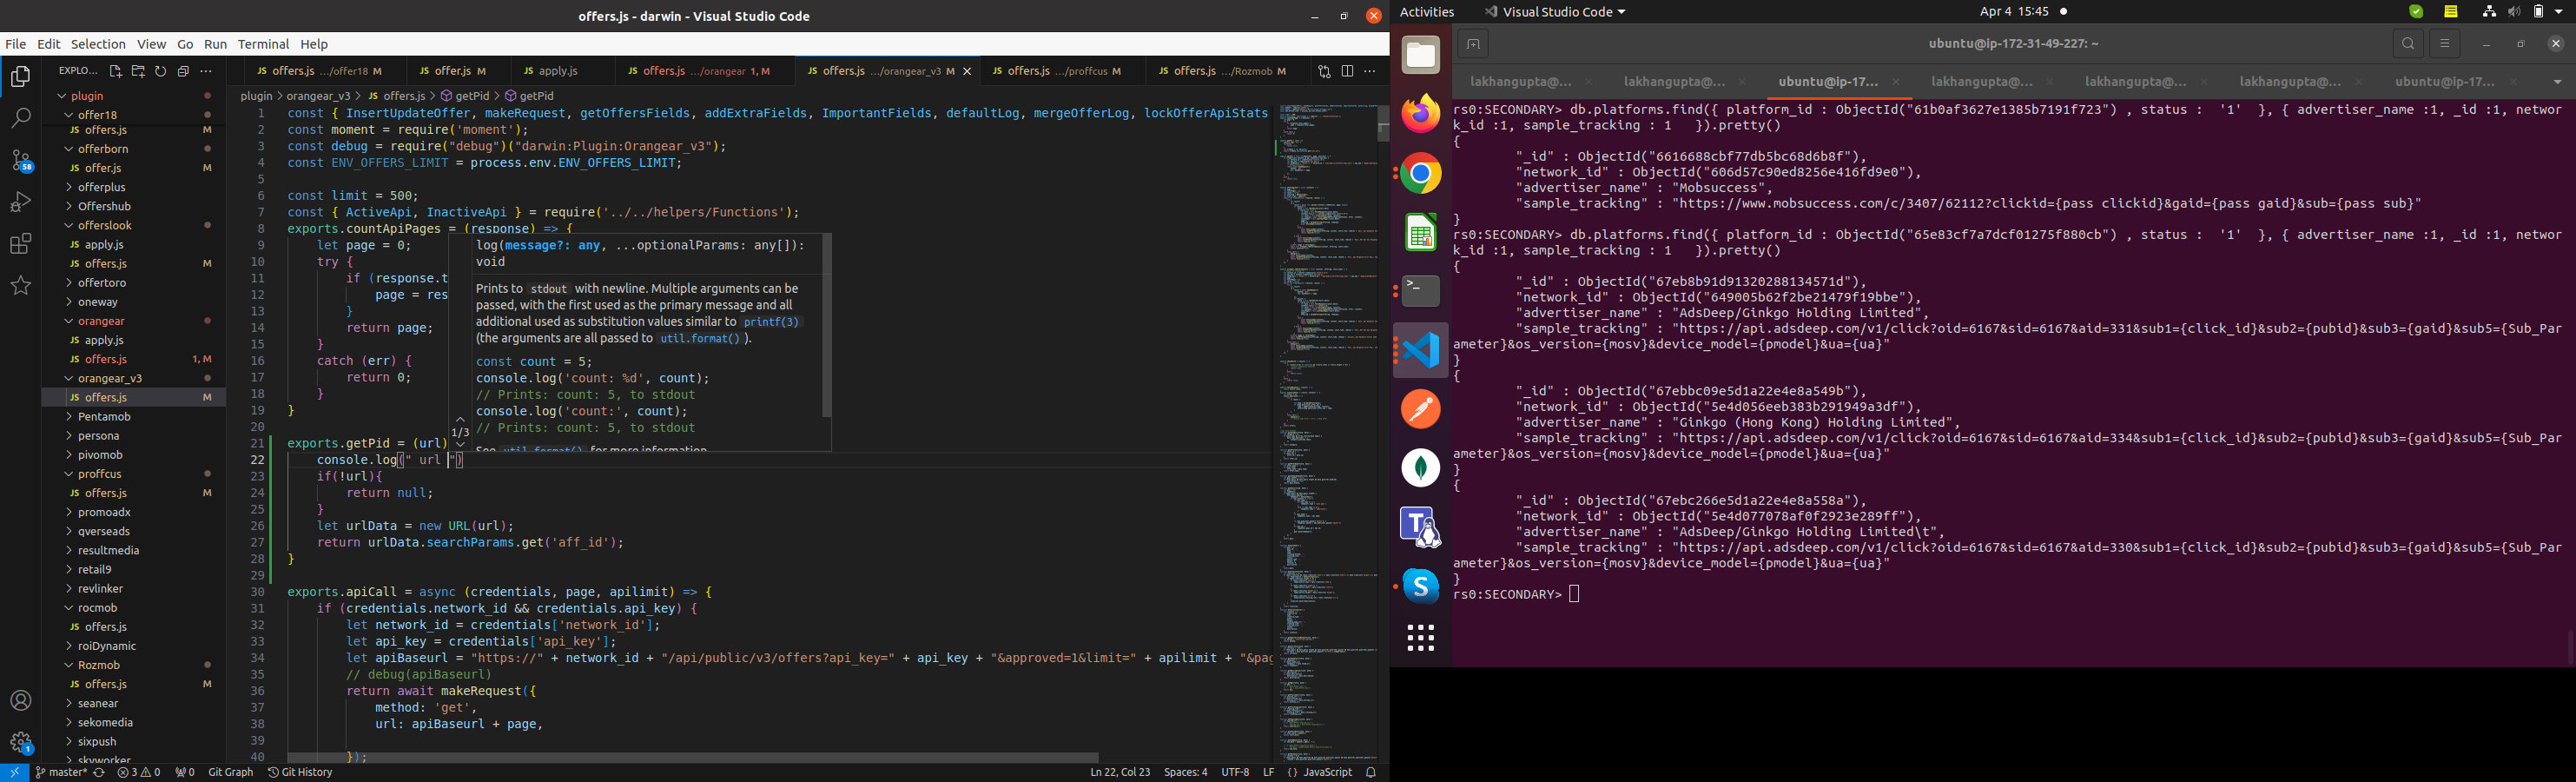 offers.js - darwin - Visual Studio Code
File Edit Selection View Go Run Terminal Help
EXPLO...
plugin
offer18
JS offers.js M
offerborn
JS offer.js M
offerplus
Offershub
offerslook
JS apply.js
JS offers.js M
offertoro
oneway
orangear
JS apply.js
JS offers.js 1, M
orangear_v3
JS offers.js M
Pentamob
persona
pivomob
proffcus
JS offers.js M
promoadx
qverseads
resultmedia
retail9
revlinker
rocmob
JS offers.js
roiDynamic
Rozmob
JS offers.js M
seanear
sekomedia
sixpush
skyworker
58
1
JS offers.js .../offer18 M
JS offer.js M
JS apply.js
JS offers.js .../orangear 1, M
JS offers.js .../orangear_v3 M
JS offers.js .../proffcus M
JS offers.js .../Rozmob M
plugin > orangear_v3 > JS offers.js > getPid > getPid
1 const { InsertUpdateOffer, makeRequest, getOffersFields, addExtraFields, ImportantFields, defaultLog, mergeOfferLog, lockOfferApiStats
2 const moment = require('moment');
3 const debug = require("debug")("darwin:Plugin:Orangear_v3");
4 const ENV_OFFERS_LIMIT = process.env.ENV_OFFERS_LIMIT;
5
6 const limit = 500;
7 const { ActiveApi, InactiveApi } = require('../../helpers/Functions');
8 exports.countApiPages = (response) => {
9 let page = 0;
10 try {
11 if (response.t
12 page = res
13 }
14 return page;
15 }
16 catch (err) {
17 return 0;
18 }
19 }
20
21 exports.getPid = (url)
22 console.log(" url ")
23 if(!url){
24 return null;
25 }
26 let urlData = new URL(url);
27 return urlData.searchParams.get('aff_id');
28 }
29
30 exports.apiCall = async (credentials, page, apilimit) => {
31 if (credentials.network_id && credentials.api_key) {
32 let network_id = credentials['network_id'];
33 let api_key = credentials['api_key'];
34 let apiBaseurl = "https://" + network_id + "/api/public/v3/offers?api_key=" + api_key + "&approved=1&limit=" + apilimit + "&pag
35 // debug(apiBaseurl)
36 return await makeRequest({
37 method: 'get',
38 url: apiBaseurl + page,
39
40 });
log(message?: any, ...optionalParams: any[]):
void
Prints to stdout with newline. Multiple arguments can be
passed, with the first used as the primary message and all
additional used as substitution values similar to printf(3)
(the arguments are all passed to util.format() ).
const count = 5;
console.log('count: %d', count);
// Prints: count: 5, to stdout
console.log('count:', count);
// Prints: count: 5, to stdout
See util.format() for more information
1/3
master* 3 0 0 Git Graph Git History
Ln 22, Col 23 Spaces: 4 UTF-8 LF {} JavaScript
Activities Visual Studio Code Apr 4 15:45
ubuntu@ip-172-31-49-227: ~
lakhangupta@... lakhangupta@... ubuntu@ip-17... lakhangupta@... lakhangupta@... lakhangupta@... ubuntu@ip-17...
rs0:SECONDARY> db.platforms.find({ platform_id : ObjectId("61b0af3627e1385b7191f723") , status : '1' }, { advertiser_name :1, _id :1, networ
k_id :1, sample_tracking : 1 }).pretty()
{
"_id" : ObjectId("6616688cbf77db5bc68d6b8f"),
"network_id" : ObjectId("606d57c90ed8256e416fd9e0"),
"advertiser_name" : "Mobsuccess",
"sample_tracking" : "https://www.mobsuccess.com/c/3407/62112?clickid={pass clickid}&gaid={pass gaid}&sub={pass sub}"
}
rs0:SECONDARY> db.platforms.find({ platform_id : ObjectId("65e83cf7a7dcf01275f880cb") , status : '1' }, { advertiser_name :1, _id :1, networ
k_id :1, sample_tracking : 1 }).pretty()
{
"_id" : ObjectId("67eb8b91d91320288134571d"),
"network_id" : ObjectId("649005b62f2be21479f19bbe"),
"advertiser_name" : "AdsDeep/Ginkgo Holding Limited",
"sample_tracking" : "https://api.adsdeep.com/v1/click?oid=6167&sid=6167&aid=331&sub1={click_id}&sub2={pubid}&sub3={gaid}&sub5={Sub_Par
ameter}&os_version={mosv}&device_model={pmodel}&ua={ua}"
}
{
"_id" : ObjectId("67ebbc09e5d1a22e4e8a549b"),
"network_id" : ObjectId("5e4d056eeb383b291949a3df"),
"advertiser_name" : "Ginkgo (Hong Kong) Holding Limited",
"sample_tracking" : "https://api.adsdeep.com/v1/click?oid=6167&sid=6167&aid=334&sub1={click_id}&sub2={pubid}&sub3={gaid}&sub5={Sub_Par
ameter}&os_version={mosv}&device_model={pmodel}&ua={ua}"
}
{
"_id" : ObjectId("67ebc266e5d1a22e4e8a558a"),
"network_id" : ObjectId("5e4d077078af0f2923e289ff"),
"advertiser_name" : "AdsDeep/Ginkgo Holding Limited\t",
"sample_tracking" : "https://api.adsdeep.com/v1/click?oid=6167&sid=6167&aid=330&sub1={click_id}&sub2={pubid}&sub3={gaid}&sub5={Sub_Par
ameter}&os_version={mosv}&device_model={pmodel}&ua={ua}"
}
rs0:SECONDARY>